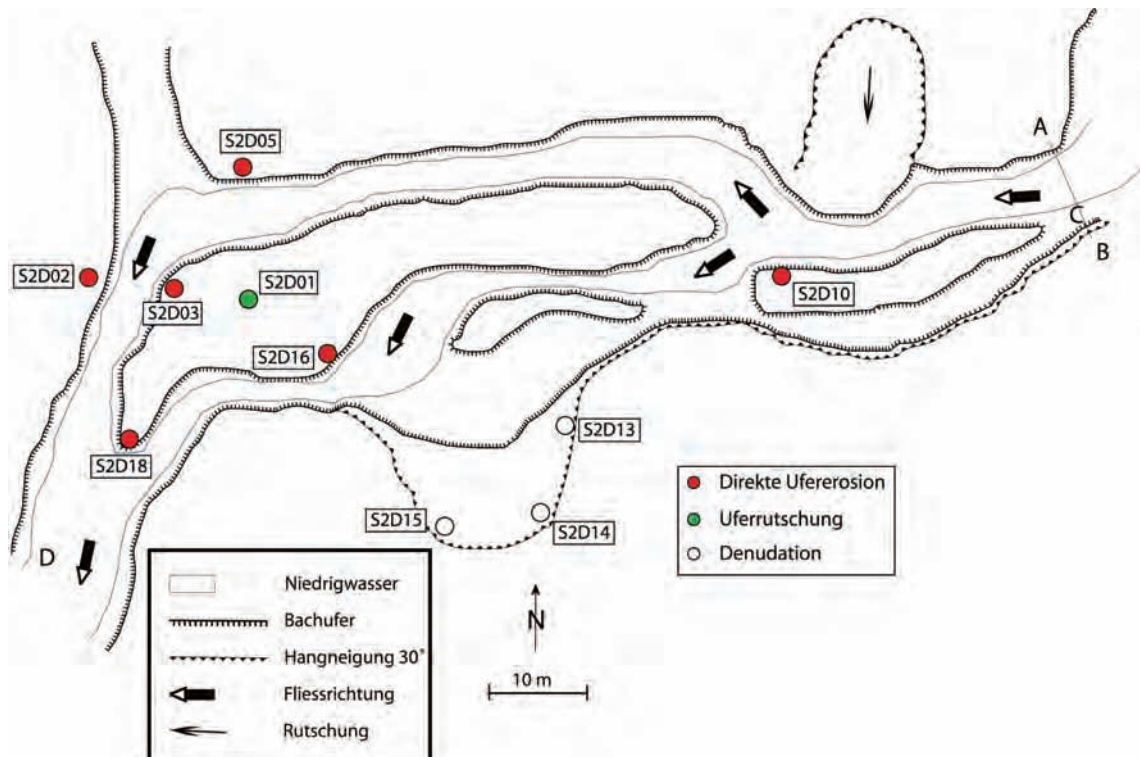 A
S2D05
C
B
S2D02
S2D01
S2D03
S2D10
S2D16
S2D13
S2D18
S2D15
S2D14
D
Direkte Ufererosion
Uferrutschung
Denudation
Niedrigwasser
Bachufer
Hangneigung 30°
Fliessrichtung
Rutschung
N
10 m